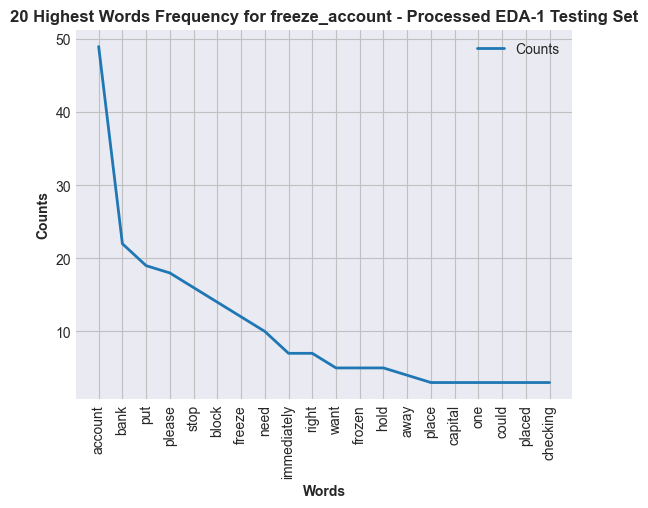 20 Highest Words Frequency for freeze_account - Processed EDA-1 Testing Set
Counts
50
40
30
20
10
Counts
account
bank
put
please
stop
block
freeze
need
immediately
right
want
frozen
hold
away
place
capital
one
could
placed
checking
Words